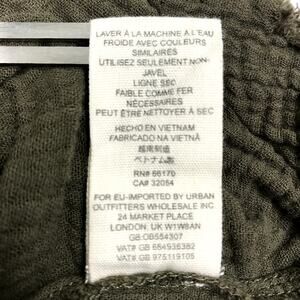 LAVER À LA MACHINE À L'EAU
FROIDE AVEC COULEURS
SIMILAIRES
UTILISEZ SEULEMENT NON-
JAVEL
LIGNE SEC
FAIBLE COMME FER
NÉCESSAIRES
PEUT ÊTRE NETTOYER À SEC
HECHO EN VIETNAM
FABRICADO NA VIETNÃ
越南制造
ベトナム製
RN# 66170
CA# 32054
FOR EU-IMPORTED BY URBAN
OUTFITTERS WHOLESALE INC
24 MARKET PLACE
LONDON, UK W1W8AN
GB:OB554307
VAT# GB 664936382
VAT# GB 975119105